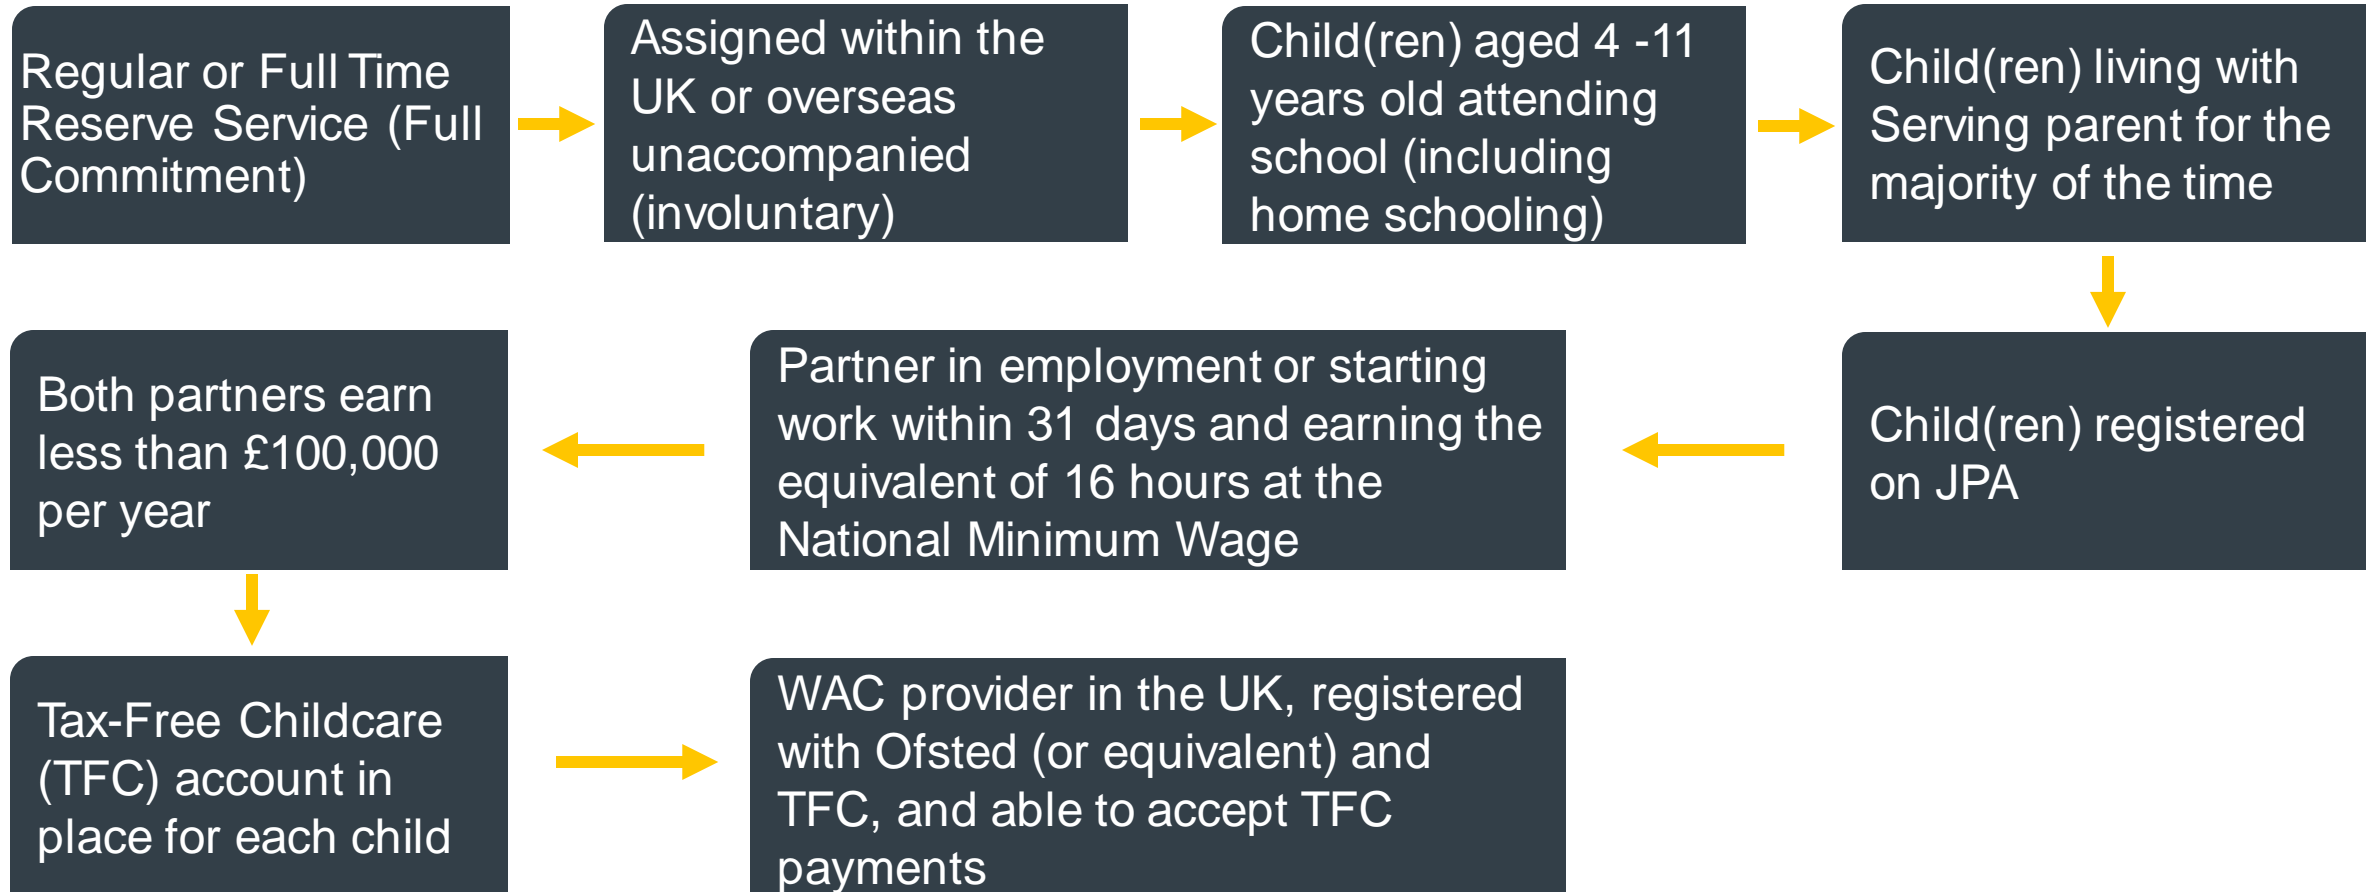 Regular or Full Time
Reserve Service (Full
Commitment)
Assigned within the
UK or overseas
unaccompanied
(involuntary)
Child(ren) aged 4 -11
years old attending
school (including
home schooling)
Child(ren) living with
Serving parent for the
majority of the time
Child(ren) registered
on JPA
Partner in employment or starting
work within 31 days and earning the
equivalent of 16 hours at the
National Minimum Wage
Both partners earn
less than £100,000
per year
Tax-Free Childcare
(TFC) account in
place for each child
WAC provider in the UK, registered
with Ofsted (or equivalent) and
TFC, and able to accept TFC
payments